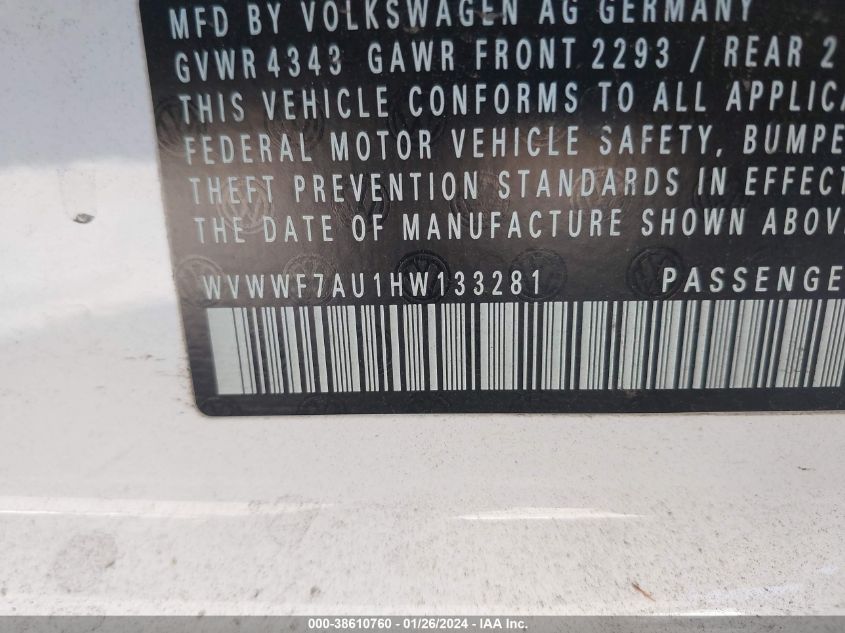 MFD BY VOLKSWAGEN AG GERMANY
GVWR 4343 GAWR FRONT 2293 / REAR 2
THIS VEHICLE CONFORMS TO ALL APPLICA
FEDERAL MOTOR VEHICLE SAFETY, BUMPE
THEFT PREVENTION STANDARDS IN EFFECT
THE DATE OF MANUFACTURE SHOWN ABOVE
WVWWF7AU1HW133281 PASSENGE
000-38610760 - 01/26/2024 - IAA Inc.